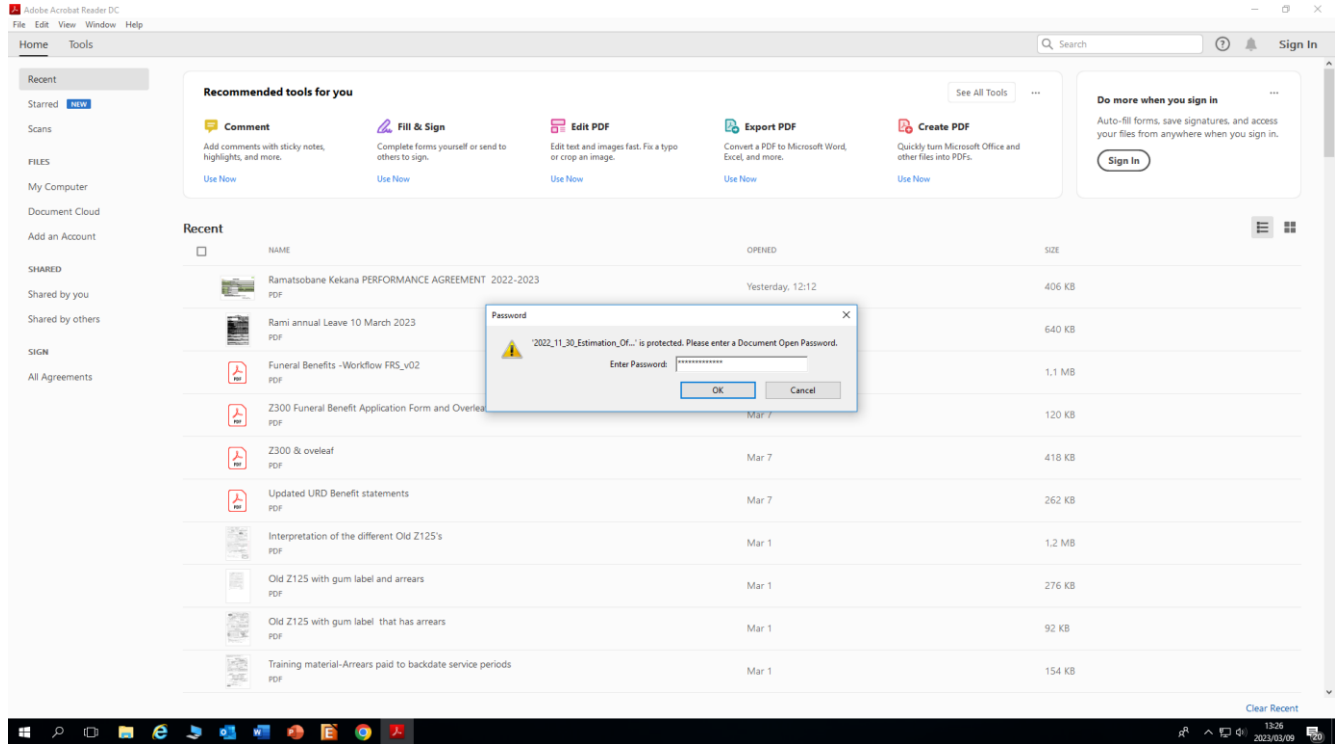 Adobe Acrobat Reader DC
File Edit View Window Help
Home Tools
Search
Sign In
Recent
Starred NEW
Scans
FILES
My Computer
Document Cloud
Add an Account
SHARED
Shared by you
Shared by others
SIGN
All Agreements
Recommended tools for you
See All Tools
Comment
Add comments with sticky notes,
highlights, and more.
Use Now
Fill & Sign
Complete forms yourself or send to
others to sign.
Use Now
Edit PDF
Edit text and images fast. Fix a typo
or crop an image.
Use Now
Export PDF
Convert a PDF to Microsoft Word,
Excel, and more.
Use Now
Create PDF
Quickly turn Microsoft Office and
other files into PDFs.
Use Now
Do more when you sign in
Auto-fill forms, save signatures, and access
your files from anywhere when you sign in.
Sign In
Recent
NAME OPENED SIZE
Ramatsobane Kekana PERFORMANCE AGREEMENT 2022-2023
PDF
Yesterday, 12:12
406 KB
Rami annual Leave 10 March 2023
PDF
640 KB
Funeral Benefits -Workflow FRS_v02
PDF
1,1 MB
Z300 Funeral Benefit Application Form and Overlea
PDF
Mar 7
120 KB
Z300 & oveleaf
PDF
Mar 7
418 KB
Updated URD Benefit statements
PDF
Mar 7
262 KB
Interpretation of the different Old Z125's
PDF
Mar 1
1,2 MB
Old Z125 with gum label and arrears
PDF
Mar 1
276 KB
Old Z125 with gum label that has arrears
PDF
Mar 1
92 KB
Training material-Arrears paid to backdate service periods
PDF
Mar 1
154 KB
Password
'2022_11_30_Estimation_Of...' is protected. Please enter a Document Open Password.
Enter Password: *************
OK Cancel
Clear Recent
13:26
2023/03/09
20